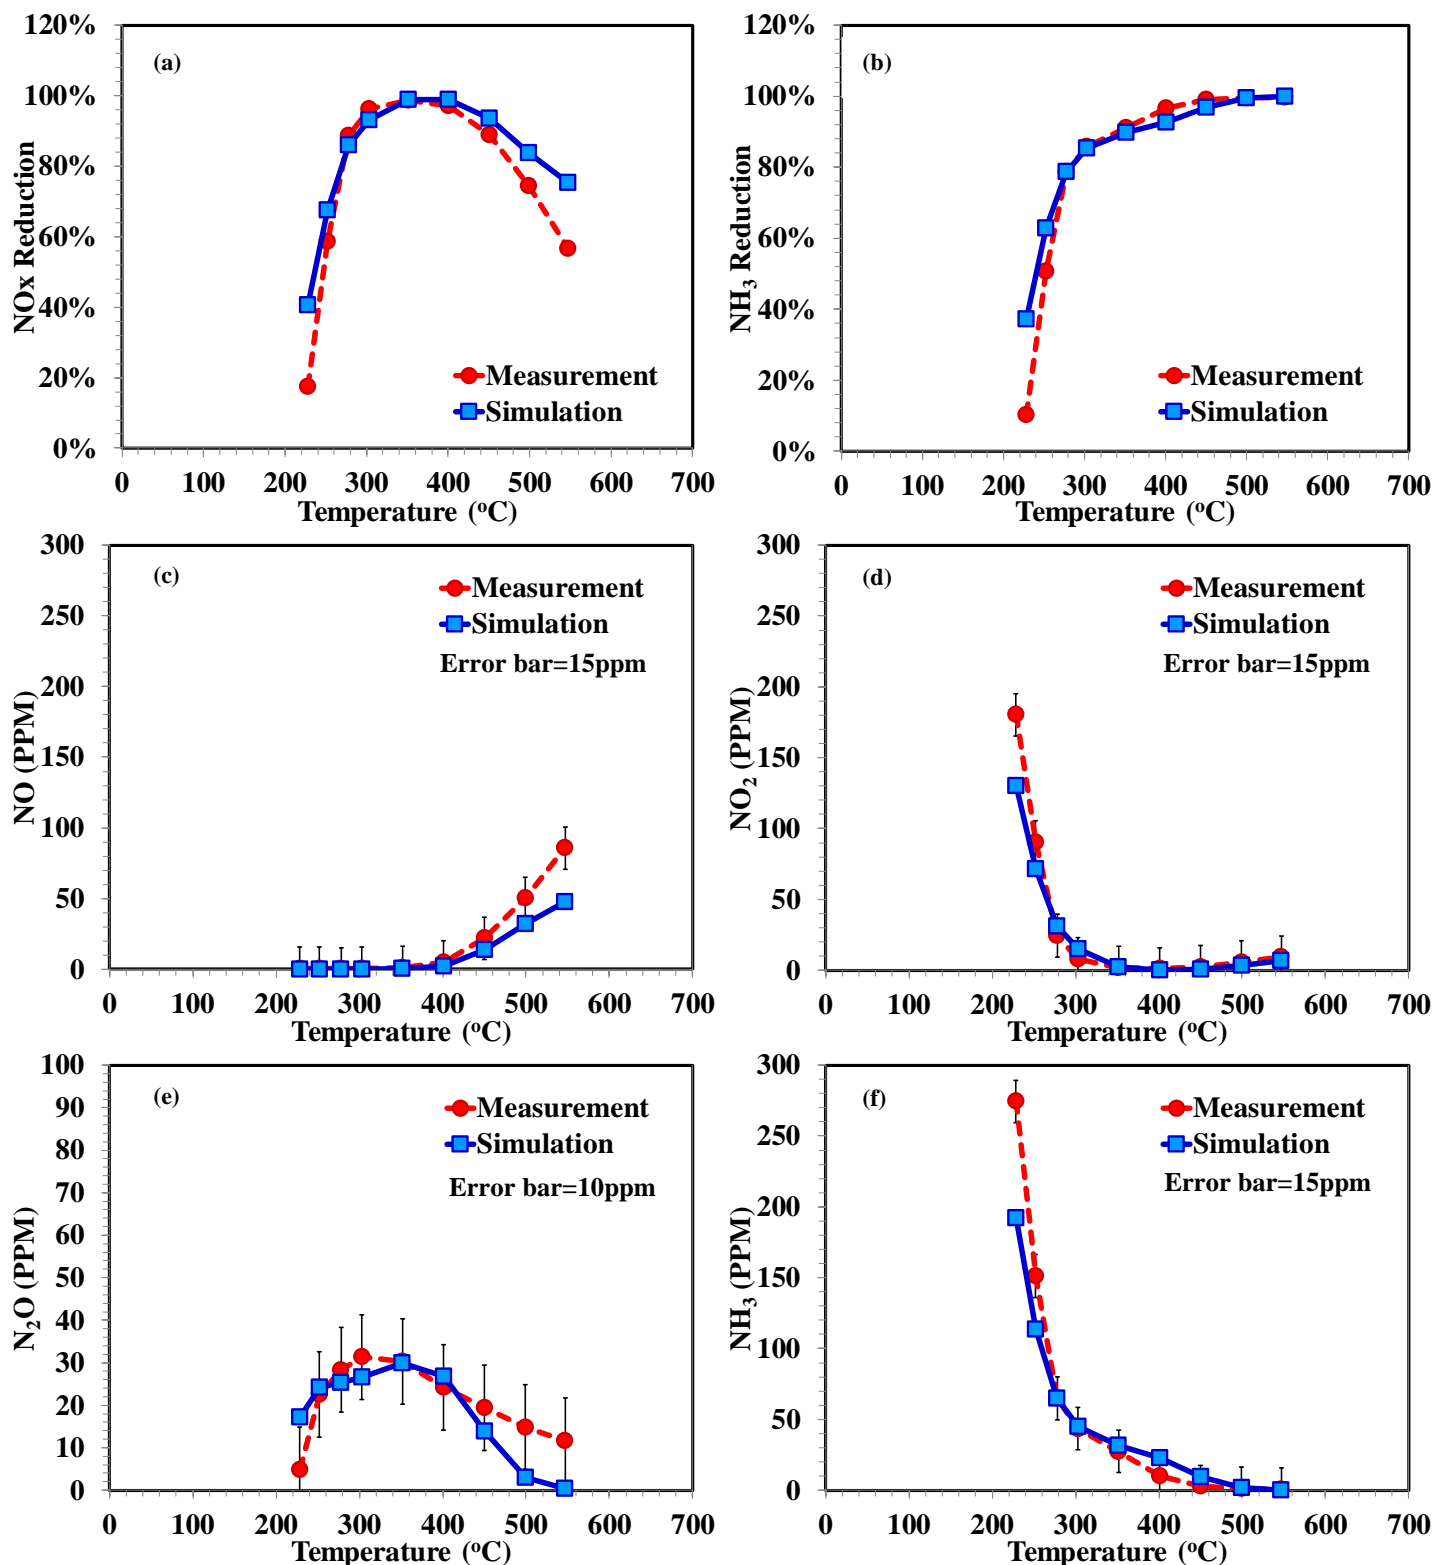 120%
100%
80%
60%
40%
20%
0%
NOx Reduction
(a)
Measurement
Simulation
0 100 200 300 400 500 600 700
Temperature (oC)
120%
100%
80%
60%
40%
20%
0%
NH3 Reduction
(b)
Measurement
Simulation
0 100 200 300 400 500 600 700
Temperature (oC)
300
250
200
150
100
50
0
NO (PPM)
(c)
Measurement
Simulation
Error bar=15ppm
0 100 200 300 400 500 600 700
Temperature (oC)
300
250
200
150
100
50
0
NO2 (PPM)
(d)
Measurement
Simulation
Error bar=15ppm
0 100 200 300 400 500 600 700
Temperature (oC)
100
90
80
70
60
50
40
30
20
10
0
N2O (PPM)
(e)
Measurement
Simulation
Error bar=10ppm
0 100 200 300 400 500 600 700
Temperature (oC)
300
250
200
150
100
50
0
NH3 (PPM)
(f)
Measurement
Simulation
Error bar=15ppm
0 100 200 300 400 500 600 700
Temperature (oC)